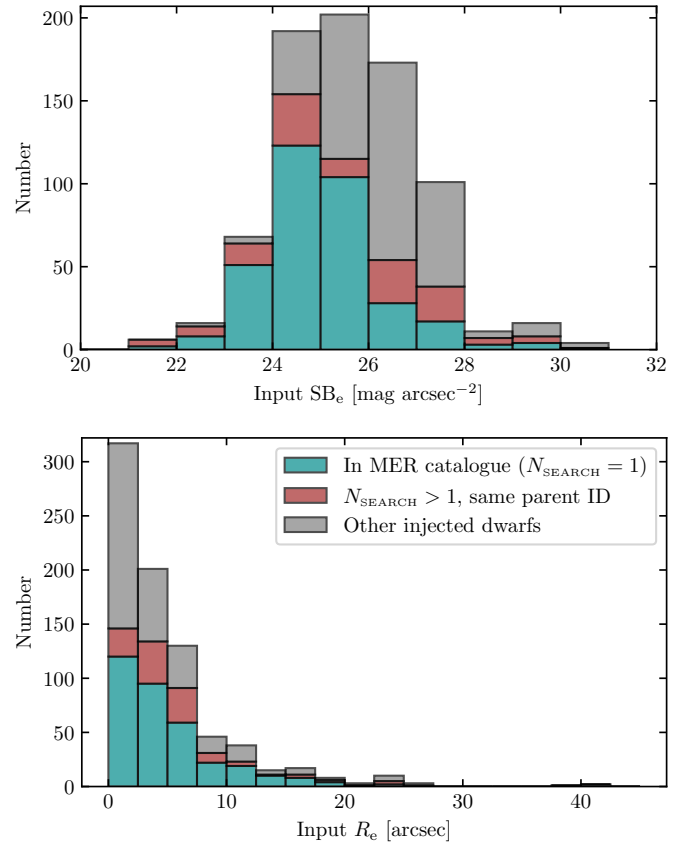 200
150
100
50
0
Number
20 22 24 26 28 30 32
Input SBₑ [mag arcsec⁻²]
300
250
200
150
100
50
0
Number
In MER catalogue (N_SEARCH = 1)
N_SEARCH > 1, same parent ID
Other injected dwarfs
0 10 20 30 40
Input Rₑ [arcsec]